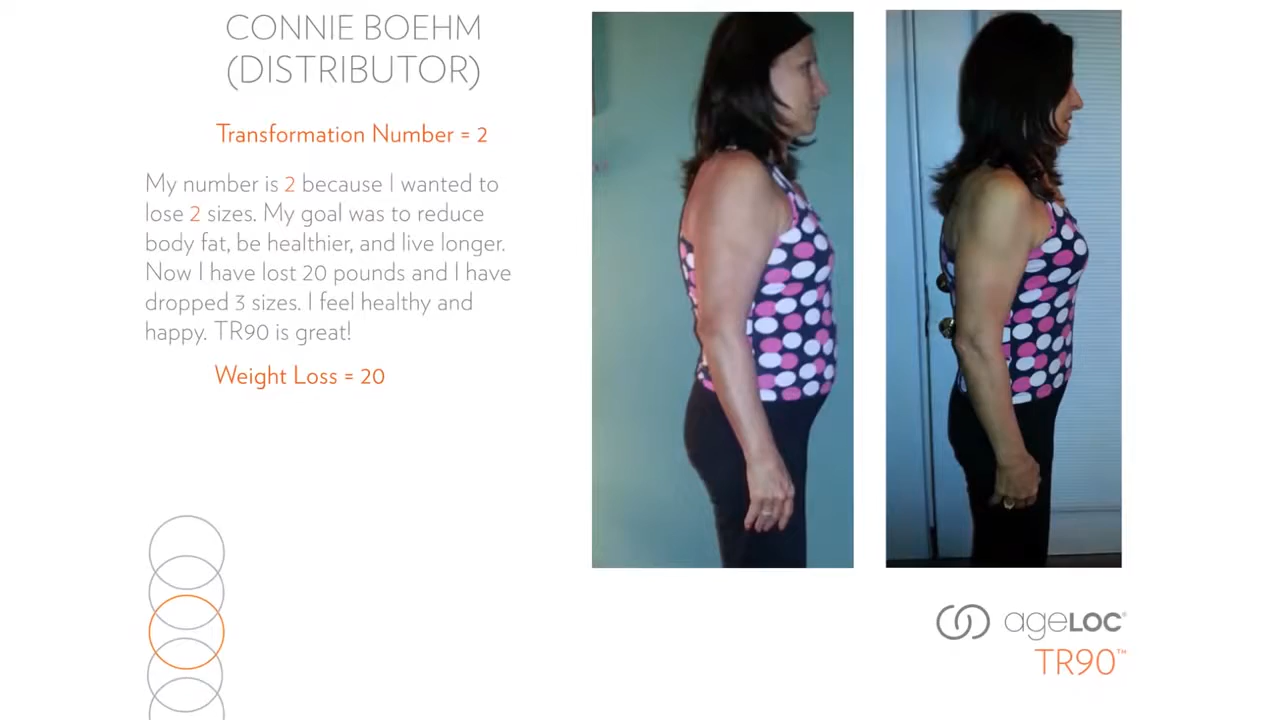 CONNIE BOEHM
(DISTRIBUTOR)
Transformation Number = 2
My number is 2 because I wanted to
lose 2 sizes. My goal was to reduce
body fat, be healthier, and live longer.
Now I have lost 20 pounds and I have
dropped 3 sizes. I feel healthy and
happy. TR90 is great!
Weight Loss = 20
ageLOC®
TR90™